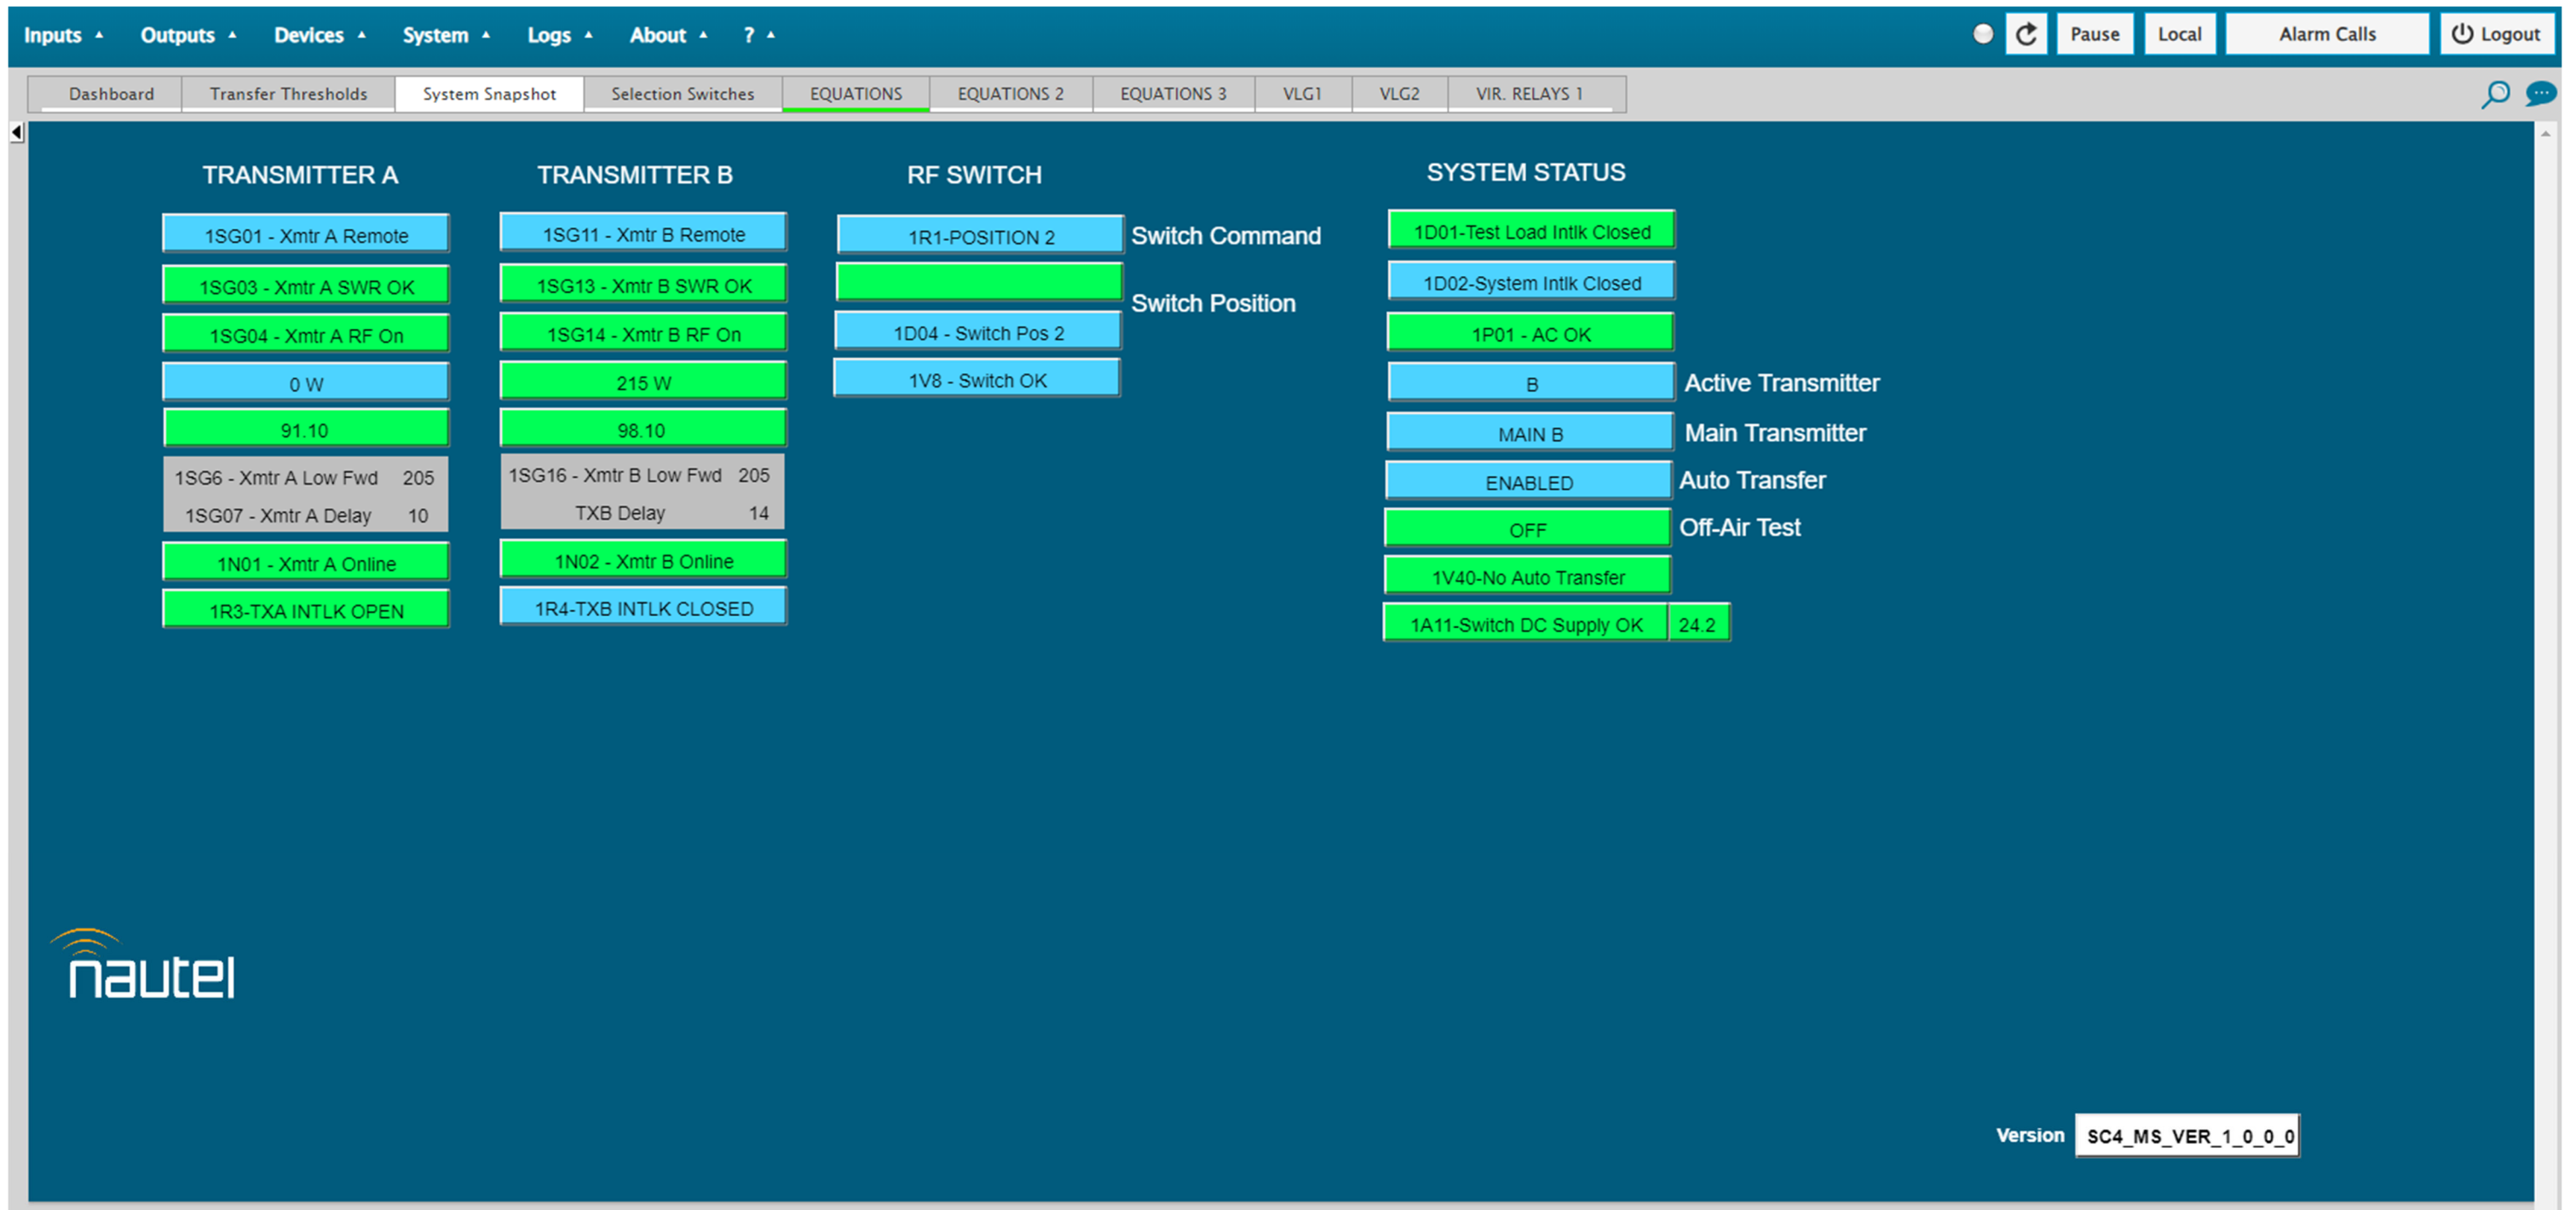 Inputs Outputs Devices System Logs About ? Pause Local Alarm Calls Logout
Dashboard Transfer Thresholds System Snapshot Selection Switches EQUATIONS EQUATIONS 2 EQUATIONS 3 VLG1 VLG2 VIR. RELAYS 1
TRANSMITTER A
1SG01 - Xmtr A Remote
1SG03 - Xmtr A SWR OK
1SG04 - Xmtr A RF On
0 W
91.10
1SG6 - Xmtr A Low Fwd 205
1SG07 - Xmtr A Delay 10
1N01 - Xmtr A Online
1R3-TXA INTLK OPEN
TRANSMITTER B
1SG11 - Xmtr B Remote
1SG13 - Xmtr B SWR OK
1SG14 - Xmtr B RF On
215 W
98.10
1SG16 - Xmtr B Low Fwd 205
TXB Delay 14
1N02 - Xmtr B Online
1R4-TXB INTLK CLOSED
RF SWITCH
1R1-POSITION 2 Switch Command
Switch Position
1D04 - Switch Pos 2
1V8 - Switch OK
SYSTEM STATUS
1D01-Test Load Intlk Closed
1D02-System Intlk Closed
1P01 - AC OK
B Active Transmitter
MAIN B Main Transmitter
ENABLED Auto Transfer
OFF Off-Air Test
1V40-No Auto Transfer
1A11-Switch DC Supply OK 24.2
nautel
Version SC4_MS_VER_1_0_0_0